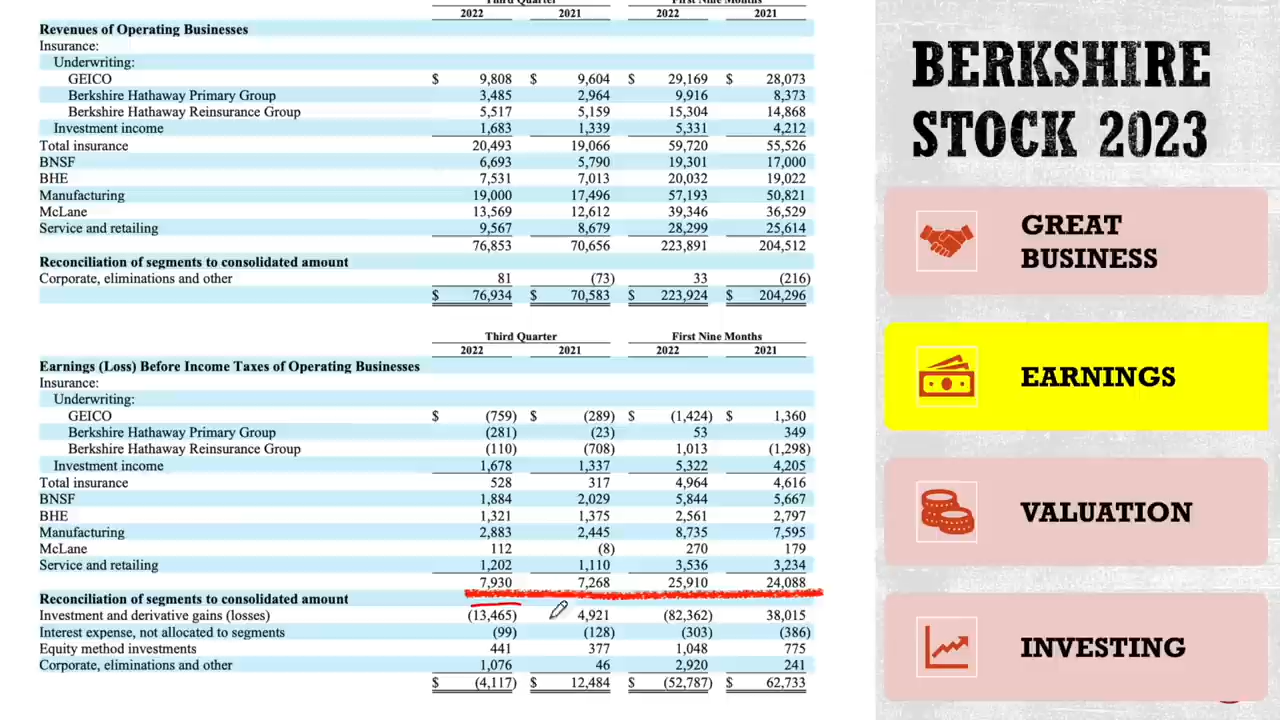 Third Quarter First Nine Months
2022 2021 2022 2021
Revenues of Operating Businesses
Insurance:
Underwriting:
GEICO $ 9,808 $ 9,604 $ 29,169 $ 28,073
Berkshire Hathaway Primary Group 3,485 2,964 9,916 8,373
Berkshire Hathaway Reinsurance Group 5,517 5,159 15,304 14,868
Investment income 1,683 1,339 5,331 4,212
Total insurance 20,493 19,066 59,720 55,526
BNSF 6,693 5,790 19,301 17,000
BHE 7,531 7,013 20,032 19,022
Manufacturing 19,000 17,496 57,193 50,821
McLane 13,569 12,612 39,346 36,529
Service and retailing 9,567 8,679 28,299 25,614
76,853 70,656 223,891 204,512
Reconciliation of segments to consolidated amount
Corporate, eliminations and other 81 (73) 33 (216)
$ 76,934 $ 70,583 $ 223,924 $ 204,296
Third Quarter First Nine Months
2022 2021 2022 2021
Earnings (Loss) Before Income Taxes of Operating Businesses
Insurance:
Underwriting:
GEICO $ (759) $ (289) $ (1,424) $ 1,360
Berkshire Hathaway Primary Group (281) (23) 53 349
Berkshire Hathaway Reinsurance Group (110) (708) 1,013 (1,298)
Investment income 1,678 1,337 5,322 4,205
Total insurance 528 317 4,964 4,616
BNSF 1,884 2,029 5,844 5,667
BHE 1,321 1,375 2,561 2,797
Manufacturing 2,883 2,445 8,735 7,595
McLane 112 (8) 270 179
Service and retailing 1,202 1,110 3,536 3,234
7,930 7,268 25,910 24,088
Reconciliation of segments to consolidated amount
Investment and derivative gains (losses) (13,465) 4,921 (82,362) 38,015
Interest expense, not allocated to segments (99) (128) (303) (386)
Equity method investments 441 377 1,048 775
Corporate, eliminations and other 1,076 46 2,920 241
$ (4,117) $ 12,484 $ (52,787) $ 62,733
BERKSHIRE
STOCK 2023
GREAT
BUSINESS
EARNINGS
VALUATION
INVESTING